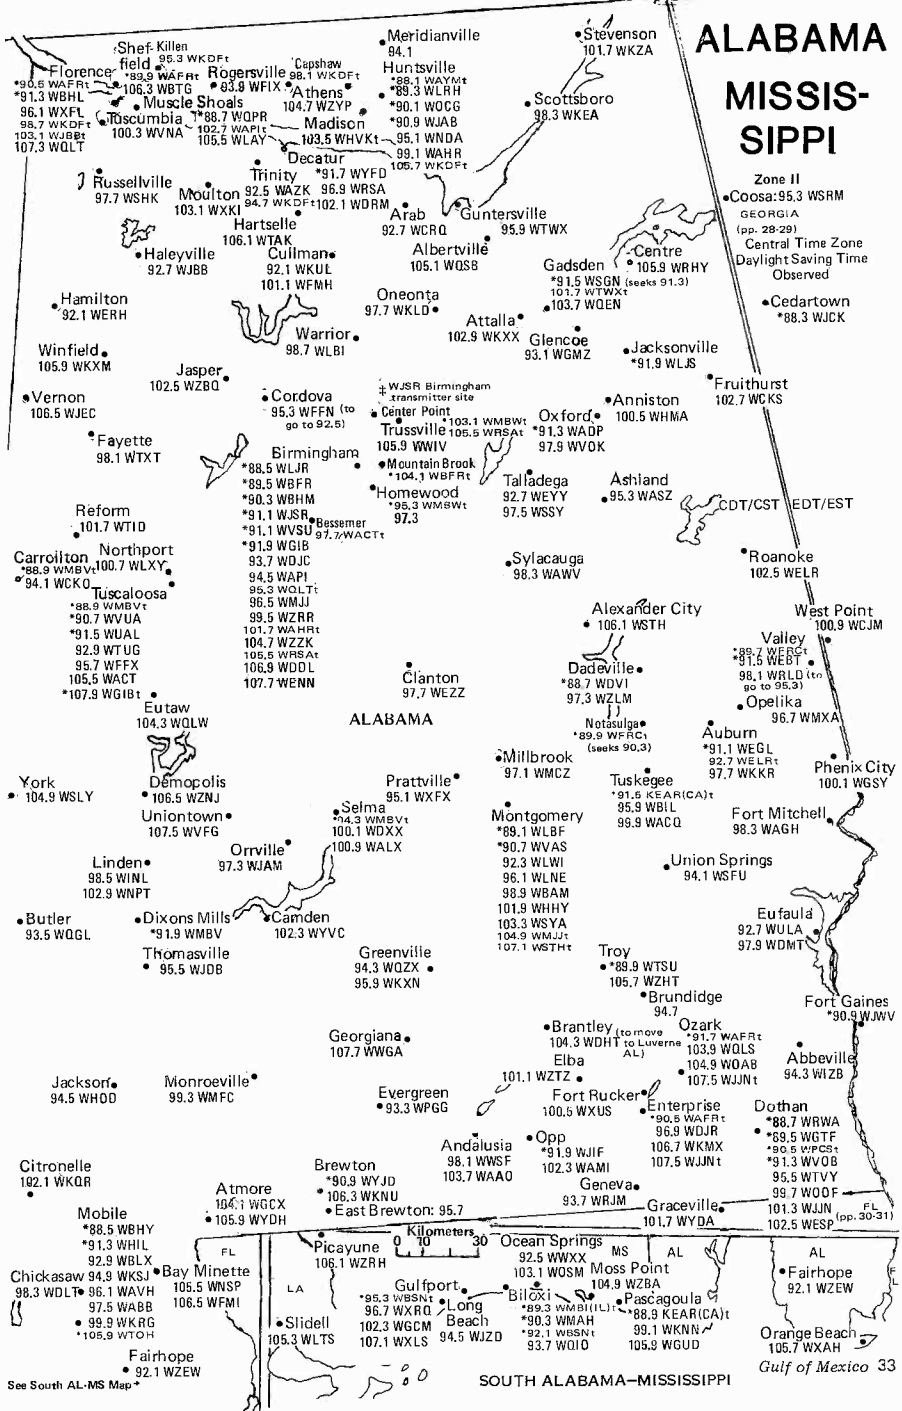 ALABAMA
MISSIS-
SIPPI
Zone II
Coosa: 95.3 WSRM
GEORGIA
(pp. 28-29)
Central Time Zone
Daylight Saving Time
Observed
Cedartown
*88.3 WJCK
Florence
*90.5 WAFRt
*91.3 WBHL
96.1 WXFL
98.7 WKDFt
103.1 WJBBt
107.3 WQLT
Shef-
field
*89.9 WAFRt
106.3 WBTG
Killen
95.3 WKDFt
Muscle Shoals
Tuscumbia
100.3 WVNA
Rogersville
93.9 WFIX
Capshaw
98.1 WKDFt
Athens
104.7 WZYP
*88.7 WQPR
102.7 WAPIt
105.5 WLAY
Madison
103.5 WHVKt
Meridianville
94.1
Huntsville
*88.1 WAYMt
*89.3 WLRH
*90.1 WOCG
*90.9 WJAB
95.1 WNDA
99.1 WAHR
105.7 WKDFt
Stevenson
101.7 WKZA
Scottsboro
98.3 WKEA
Decatur
*91.7 WYFD
96.9 WRSA
102.1 WDRM
Trinity
92.5 WAZK
94.7 WKDFt
Russellville
97.7 WSHK
Moulton
103.1 WXKI
Hartselle
106.1 WTAK
Arab
92.7 WCRQ
Guntersville
95.9 WTWX
Albertville
105.1 WQSB
Haleyville
92.7 WJBB
Cullman
92.1 WKUL
101.1 WFMH
Gadsden
*91.5 WSGN (seeks 91.3)
101.7 WTWXt
103.7 WQEN
Centre
105.9 WRHY
Hamilton
92.1 WERH
Oneonta
97.7 WKLD
Attalla
102.9 WKXX
Glencoe
93.1 WGMZ
Warrior
98.7 WLBI
Winfield
105.9 WKXM
Jasper
102.5 WZBQ
Jacksonville
*91.9 WLJS
Fruithurst
102.7 WCKS
Vernon
106.5 WJEC
Cordova
95.3 WFFN (to
go to 92.5)
‡ WJSR Birmingham
transmitter site
Center Point
*103.1 WMBWt
Trussville
105.5 WRSAt
105.9 WWIV
Anniston
100.5 WHMA
Oxford
*91.3 WADP
97.9 WVOK
Fayette
98.1 WTXT
Birmingham
*88.5 WLJR
*89.5 WBFR
*90.3 WBHM
*91.1 WJSR
*91.1 WVSU
*91.9 WGIB
93.7 WDJC
94.5 WAPI
95.3 WQLTt
96.5 WMJJ
99.5 WZRR
101.7 WAHRt
104.7 WZZK
105.5 WRSAt
106.9 WDDL
107.7 WENN
Mountain Brook
*104.1 WBFRt
Homewood
*95.3 WMBWt
97.3
Bessemer
97.7 WACTt
Talladega
92.7 WEYY
97.5 WSSY
Ashland
95.3 WASZ
CDT/CST
EDT/EST
Reform
101.7 WTID
Carrollton
*88.9 WMBVt
94.1 WCKO
Northport
100.7 WLXY
Tuscaloosa
*88.9 WMBVt
*90.7 WVUA
*91.5 WUAL
92.9 WTUG
95.7 WFFX
105.5 WACT
*107.9 WGIBt
Sylacauga
98.3 WAWV
Roanoke
102.5 WELR
Alexander City
106.1 WSTH
West Point
100.9 WCJM
Valley
*89.7 WFRCt
*91.5 WEBT
98.1 WRLD (to
go to 95.3)
Clanton
97.7 WEZZ
Dadeville
*88.7 WDVI
97.3 WZLM
Opelika
96.7 WMXA
Eutaw
104.3 WQLW
ALABAMA
Notasulga
*89.9 WFRCt
(seeks 90.3)
Auburn
*91.1 WEGL
92.7 WELRt
97.7 WKKR
Millbrook
97.1 WMCZ
Phenix City
100.1 WGSY
York
104.9 WSLY
Demopolis
106.5 WZNJ
Prattville
95.1 WXFX
Tuskegee
*91.5 KEAR(CA)t
95.9 WBIL
99.9 WACQ
Uniontown
107.5 WVFG
Selma
*104.3 WMBVt
100.1 WDXX
100.9 WALX
Montgomery
*89.1 WLBF
*90.7 WVAS
92.3 WLWI
96.1 WLNE
98.9 WBAM
101.9 WHHY
103.3 WSYA
104.9 WMJJt
107.1 WSTHt
Fort Mitchell
98.3 WAGH
Orrville
97.3 WJAM
Linden
98.5 WINL
102.9 WNPT
Union Springs
94.1 WSFU
Butler
93.5 WQGL
Dixons Mills
*91.9 WMBV
Camden
102.3 WYVC
Eufaula
92.7 WULA
97.9 WDMT
Thomasville
95.5 WJDB
Greenville
94.3 WQZX
95.9 WKXN
Troy
*89.9 WTSU
105.7 WZHT
Brundidge
94.7
Fort Gaines
*90.9 WJWV
Georgiana
107.7 WWGA
Brantley (to move
104.3 WDHT to Luverne
AL)
Ozark
*91.7 WAFRt
103.9 WQLS
104.9 WOAB
107.5 WJJNt
Elba
101.1 WZTZ
Abbeville
94.3 WIZB
Jackson
94.5 WHOD
Monroeville
99.3 WMFC
Evergreen
93.3 WPGG
Fort Rucker
100.5 WXUS
Enterprise
*90.5 WAFRt
96.9 WDJR
106.7 WKMX
107.5 WJJNt
Dothan
*88.7 WRWA
*89.5 WGTF
*90.5 WPCSt
*91.3 WVOB
95.5 WTVY
99.7 WOOF
101.3 WJJN
102.5 WESP
FL
(pp.30-31)
Andalusia
98.1 WWSF
103.7 WAAO
Opp
*91.9 WJIF
102.3 WAMI
Geneva
93.7 WRJM
Graceville
101.7 WYDA
Citronelle
102.1 WKQR
Atmore
104.1 WGCX
105.9 WYDH
Brewton
*90.9 WYJD
106.3 WKNU
East Brewton: 95.7
Mobile
*88.5 WBHY
*91.3 WHIL
92.9 WBLX
94.9 WKSJ
96.1 WAVH
97.5 WABB
99.9 WKRG
*105.9 WTOH
Chickasaw
98.3 WDLT
Bay Minette
105.5 WNSP
106.5 WFMI
Fairhope
92.1 WZEW
See South AL-MS Map
FL
LA
Slidell
105.3 WLTS
Picayune
106.1 WZRH
Kilometers
0 10 30
Gulfport
*95.3 WBSNt
96.7 WXRQ
102.3 WGCM
107.1 WXLS
Long
Beach
94.5 WJZD
Ocean Springs
92.5 WWXX
103.1 WOSM
MS
AL
Moss Point
104.9 WZBA
Biloxi
*89.3 WMBI(IL)t
*90.3 WMAH
*92.1 WBSNt
93.7 WQID
Pascagoula
*88.9 KEAR(CA)t
99.1 WKNN
105.9 WGUD
AL
FL
Fairhope
92.1 WZEW
Orange Beach
105.7 WXAH
Gulf of Mexico 33
SOUTH ALABAMA—MISSISSIPPI